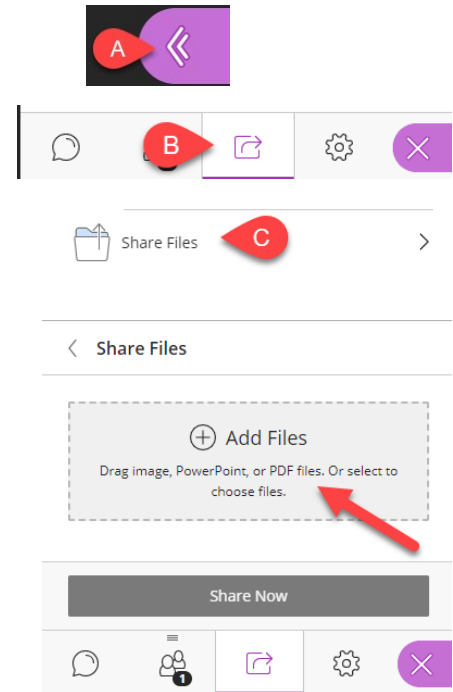 A
B
Share Files
C
Share Files
Add Files
Drag image, PowerPoint, or PDF files. Or select to
choose files.
Share Now
1